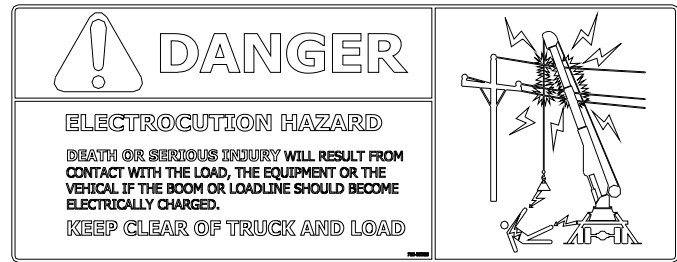 DANGER
ELECTROCUTION HAZARD
DEATH OR SERIOUS INJURY WILL RESULT FROM
CONTACT WITH THE LOAD, THE EQUIPMENT OR THE
VEHICAL IF THE BOOM OR LOADLINE SHOULD BECOME
ELECTRICALLY CHARGED.
KEEP CLEAR OF TRUCK AND LOAD